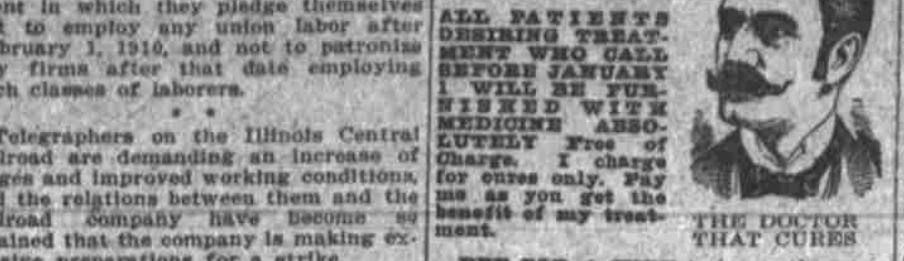 ent in which they pledge themselves
t to employ any union labor after
bruary 1, 1910, and not to patronize
y firms after that date employing
ch classes of laborers.
* *
Telegraphers on the Illinois Central
ilroad are demanding an increase of
ges and improved working conditions,
d the relations between them and the
ilroad company have become so
ained that the company is making ex-
preparations for a strike
ALL PATIENTS
DESIRING TREAT-
MENT WHO CALL
BEFORE JANUARY
1 WILL BE FUR-
NISHED WITH
MEDICINE ABSO-
LUTELY Free of
Charge. I charge
for cures only. Pay
me as you get the
benefit of my treat-
ment.
THE DOCTOR
THAT CURES